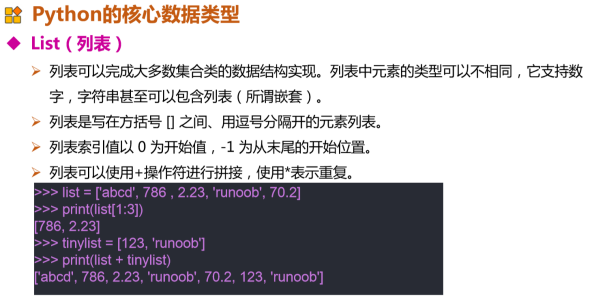 Python的核心数据类型
List（列表）
列表可以完成大多数集合类的数据结构实现。列表中元素的类型可以不相同，它支持数
字，字符串甚至可以包含列表（所谓嵌套）。
列表是写在方括号 [] 之间、用逗号分隔开的元素列表。
列表索引值以 0 为开始值，-1 为从末尾的开始位置。
列表可以使用+操作符进行拼接，使用*表示重复。
>>> list = ['abcd', 786 , 2.23, 'runoob', 70.2]
>>> print(list[1:3])
[786, 2.23]
>>> tinylist = [123, 'runoob']
>>> print(list + tinylist)
['abcd', 786, 2.23, 'runoob', 70.2, 123, 'runoob']